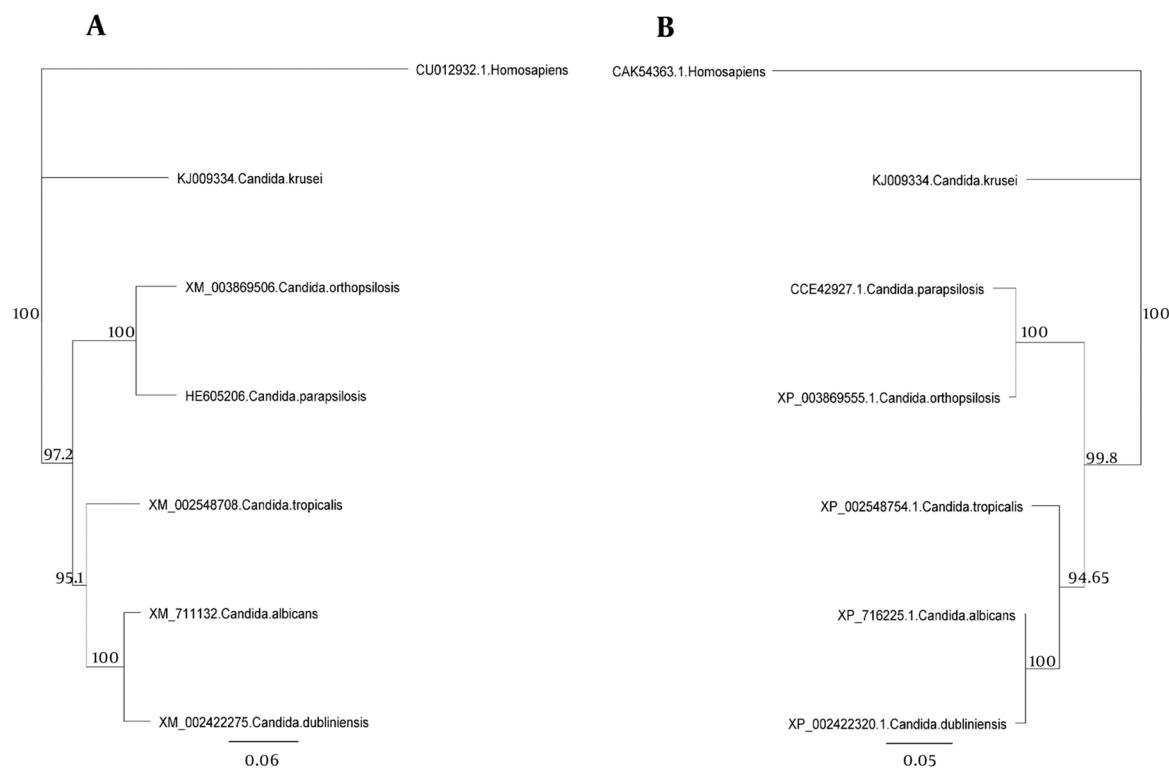 A
CU012932.1.Homosapiens
KJ009334.Candida.krusei
XM_003869506.Candida.orthopsilosis
100
100
HE605206.Candida.parapsilosis
97.2
XM_002548708.Candida.tropicalis
95.1
XM_711132.Candida.albicans
100
XM_002422275.Candida.dubliniensis
0.06
B
CAK54363.1.Homosapiens
KJ009334.Candida.krusei
CCE42927.1.Candida.parapsilosis
100
100
XP_003869555.1.Candida.orthopsilosis
99.8
XP_002548754.1.Candida.tropicalis
94.65
XP_716225.1.Candida.albicans
100
XP_002422320.1.Candida.dubliniensis
0.05